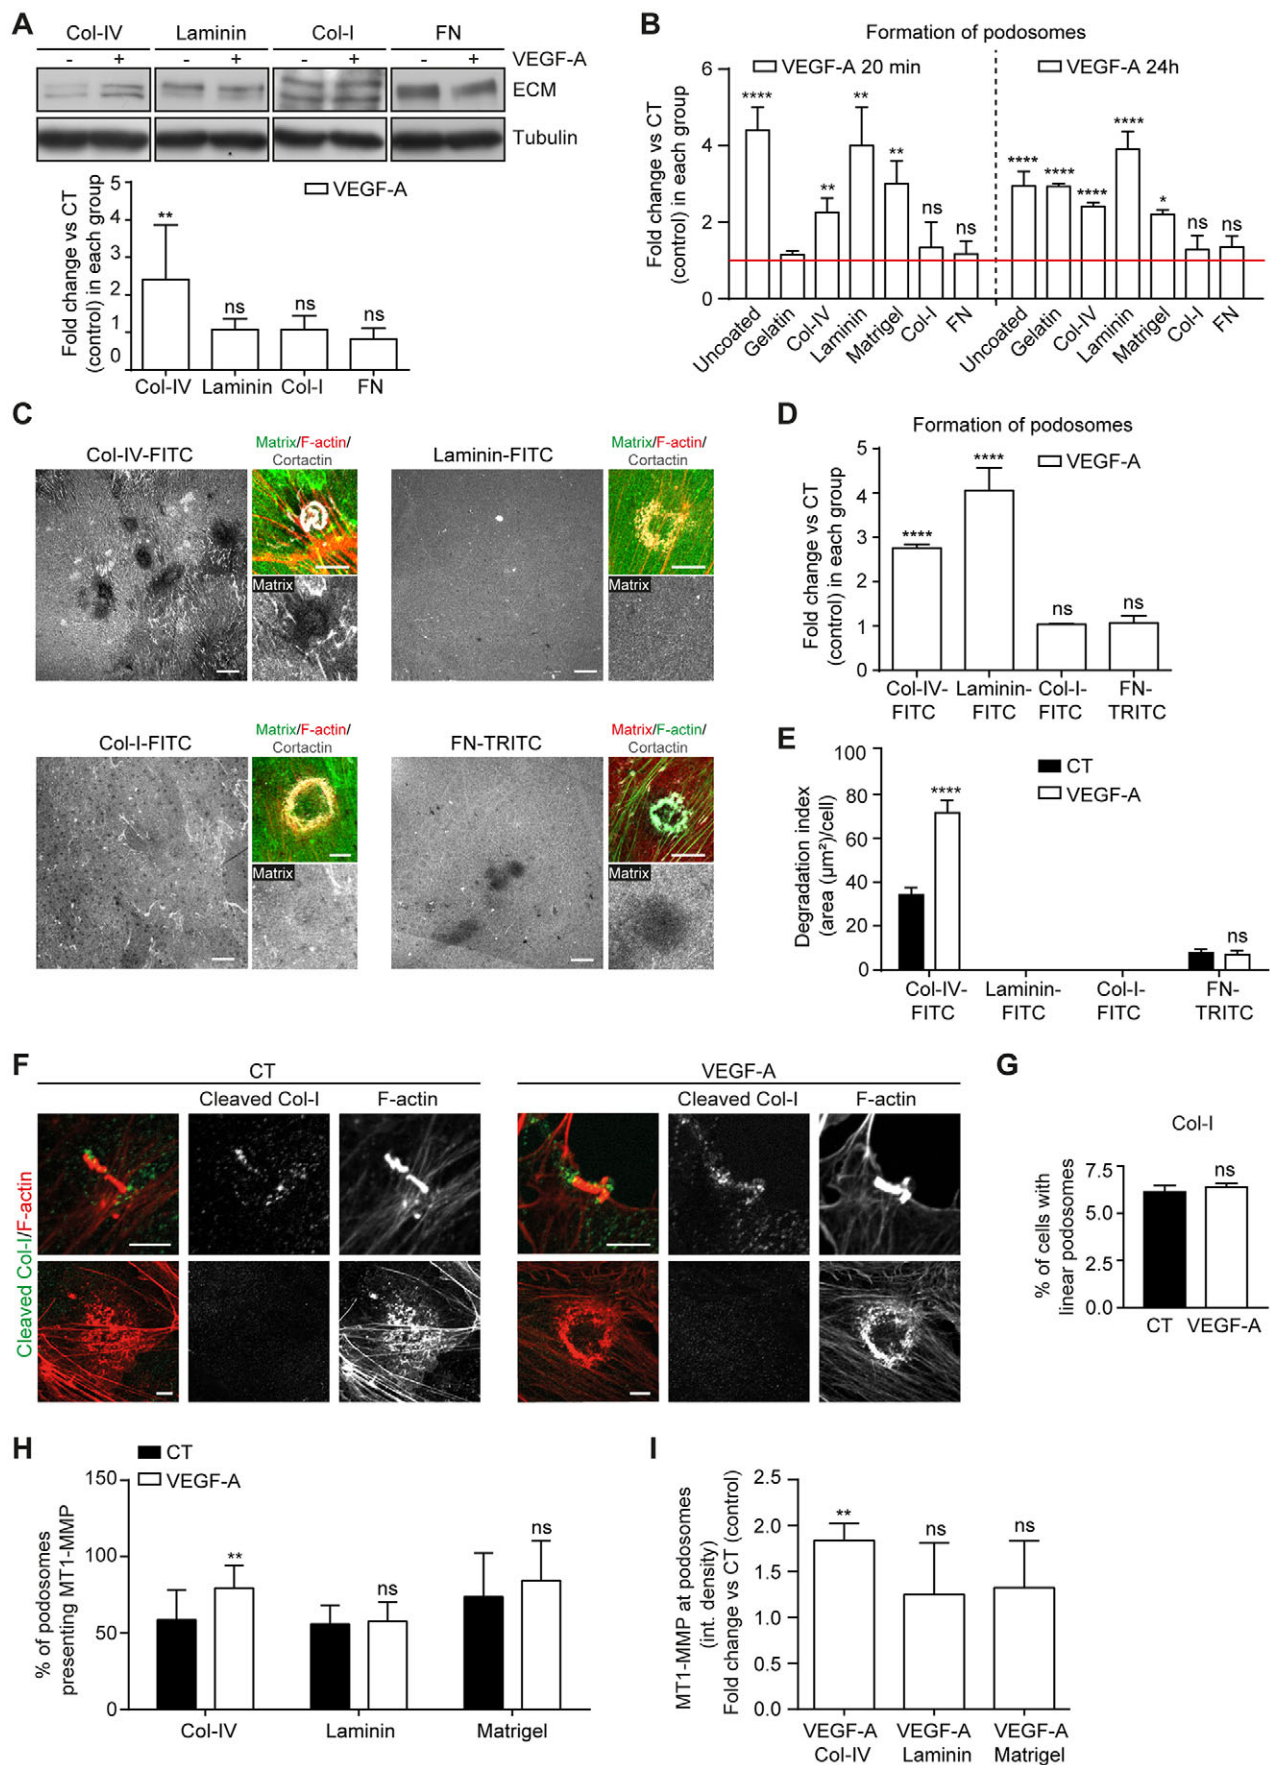 A
Col-IV Laminin Col-I FN
- + - + - + - + VEGF-A
ECM
Tubulin
VEGF-A
Fold change vs CT
(control) in each group
5
4
3
2
1
0
** ns ns ns
Col-IV Laminin Col-I FN
B
Formation of podosomes
VEGF-A 20 min VEGF-A 24h
Fold change vs CT
(control) in each group
6
4
2
0
**** ** ** ** ns ns **** **** **** **** * ns ns
Uncoated Gelatin Col-IV Laminin Matrigel Col-I FN Uncoated Gelatin Col-IV Laminin Matrigel Col-I FN
C
Col-IV-FITC
Matrix/F-actin/
Cortactin
Matrix
Laminin-FITC
Matrix/F-actin/
Cortactin
Matrix
Col-I-FITC
Matrix/F-actin/
Cortactin
Matrix
FN-TRITC
Matrix/F-actin/
Cortactin
Matrix
D
Formation of podosomes
VEGF-A
Fold change vs CT
(control) in each group
5
4
3
2
1
0
**** **** ns ns
Col-IV- Laminin- Col-I- FN-
FITC FITC FITC TRITC
E
CT
VEGF-A
Degradation index
(area (µm²)/cell)
100
80
60
40
20
0
**** ns
Col-IV- Laminin- Col-I- FN-
FITC FITC FITC TRITC
F
CT VEGF-A
Cleaved Col-I F-actin Cleaved Col-I F-actin
Cleaved Col-I/F-actin
G
Col-I
% of cells with
linear podosomes
7.5
5.0
2.5
0.0
ns
CT VEGF-A
H
CT
VEGF-A
% of podosomes
presenting MT1-MMP
150
100
50
0
** ns ns
Col-IV Laminin Matrigel
I
MT1-MMP at podosomes
(int. density)
Fold change vs CT (control)
2.5
2.0
1.5
1.0
0.5
0.0
** ns ns
VEGF-A VEGF-A VEGF-A
Col-IV Laminin Matrigel